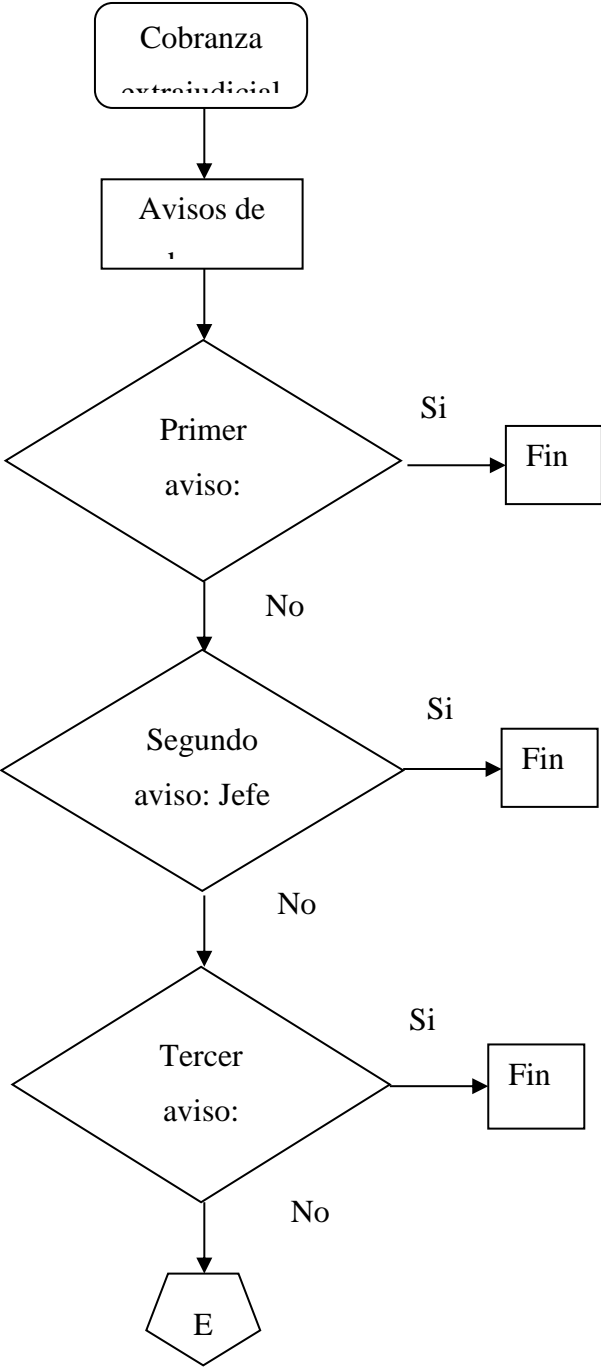 Cobranza
extrajudicial
Avisos de
Si
Primer
aviso:
Fin
No
Si
Segundo
aviso: Jefe
Fin
No
Si
Tercer
aviso:
Fin
No
E